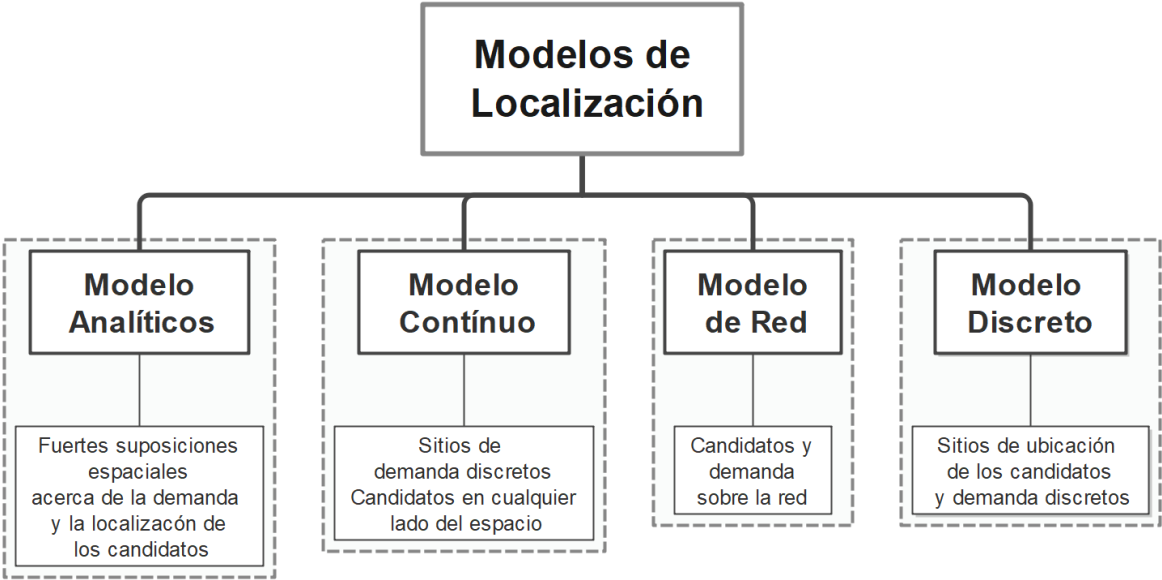 Modelos de
Localización
Modelo
Analíticos
Fuertes suposiciones
espaciales
acerca de la demanda
y la localizacón de
los candidatos
Modelo
Contínuo
Sitios de
demanda discretos
Candidatos en cualquier
lado del espacio
Modelo
de Red
Candidatos y
demanda
sobre la red
Modelo
Discreto
Sitios de ubicación
de los candidatos
y demanda discretos